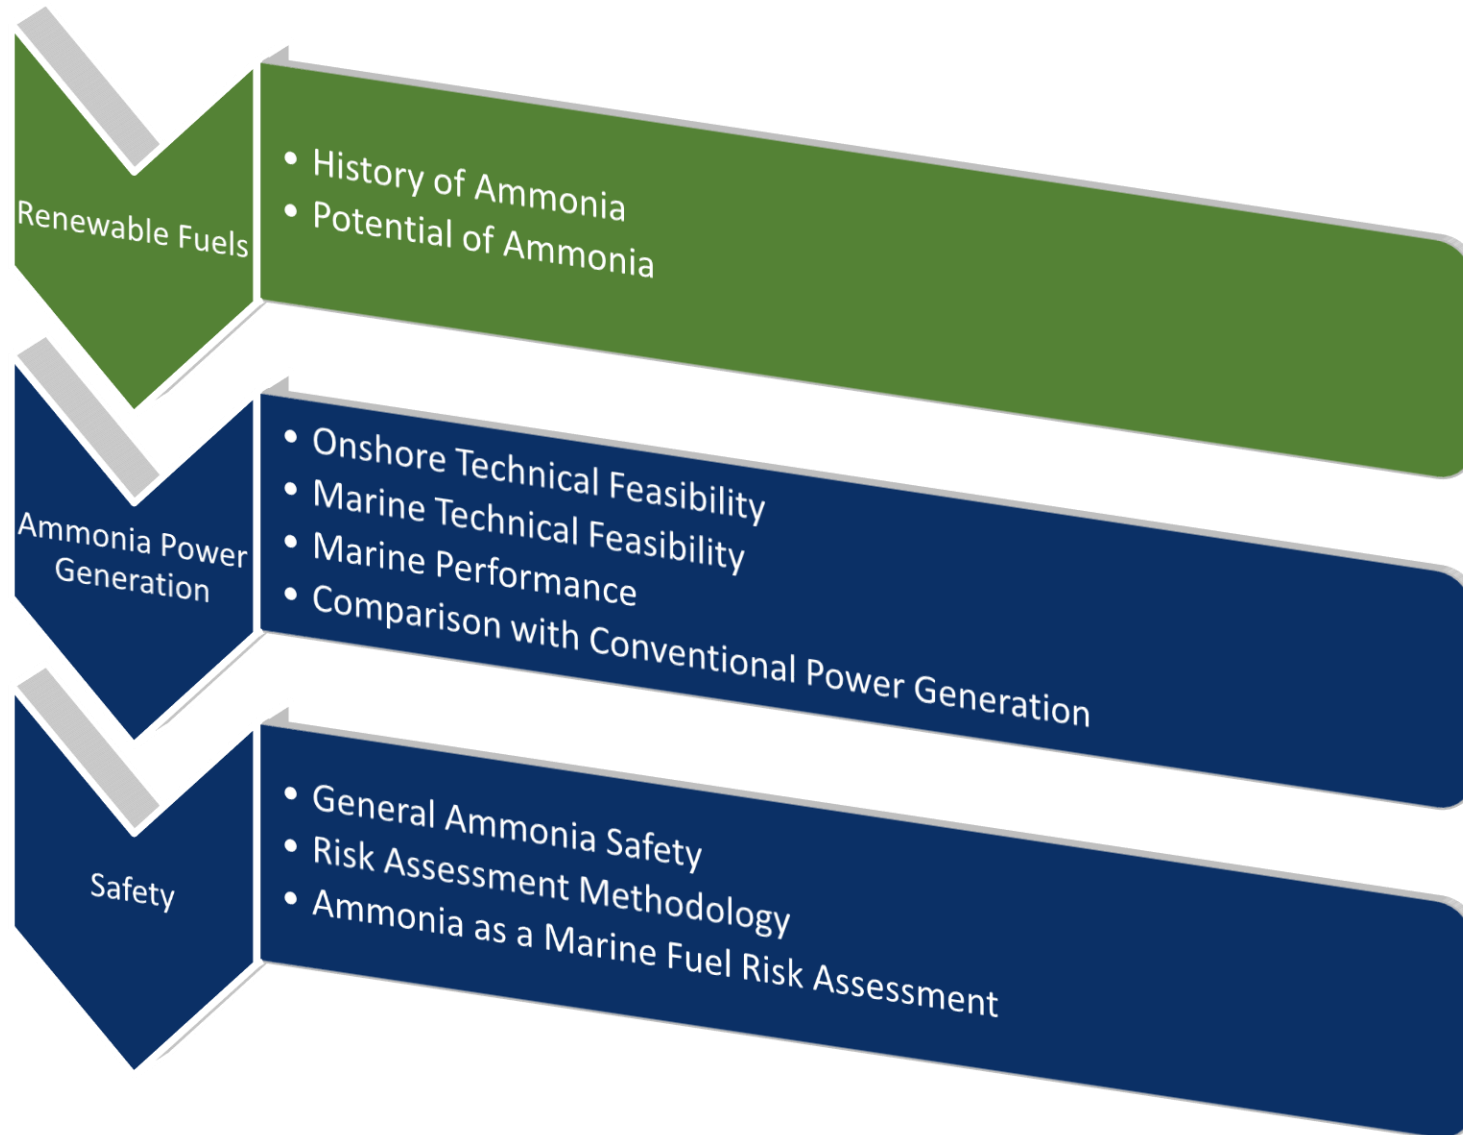 Renewable Fuels
• History of Ammonia
• Potential of Ammonia
Ammonia Power
Generation
• Onshore Technical Feasibility
• Marine Technical Feasibility
• Marine Performance
• Comparison with Conventional Power Generation
Safety
• General Ammonia Safety
• Risk Assessment Methodology
• Ammonia as a Marine Fuel Risk Assessment